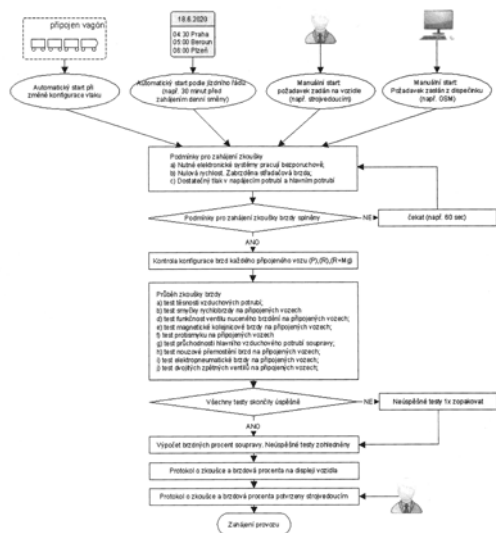 připojen vagón
18.6.2020
04:30 Praha
05:00 Beroun
06:00 Plzeň
Automatický start při
změně konfigurace vlaku
Automatický start podle jízdního řádu
(např. 30 minut před
zahájením denní směny)
Manuální start
požadavek zadán na vozidle
(např. strojvedoucím)
Manuální start
Požadavek zaslán z dispečinku
(např. GSM)
Podmínky pro zahájení zkoušky
a) Nutné elektronické systémy pracují bezporuchově,
b) Nulová rychlost. Zabrzděna střadačová brzda,
c) Dostatečný tlak v napájecím potrubí a hlavním potrubí
Podmínky pro zahájení zkoušky brzdy splněny
NE
čekat (např. 60 sec)
ANO
Kontrola konfigurace brzd každého připojeného vozu (P),(R),(R+Mg)
Průběh zkoušky brzdy
a) test těsnosti vzduchových potrubí,
b) test smyčky rychlobrzdy na připojených vozech
d) test funkčnost ventilu nuceného brzdění na připojených vozech;
e) test magnetické kolejnicové brzdy na připojených vozech;
f) test protismyku na připojených vozech
g) test průchodnosti hlavního vzduchového potrubí soupravy;
h) test nouzové přemostění brzd na připojených vozech
i) test elektropneumatické brzdy na připojených vozech;
j) test dvojitých zpětných ventilů na připojených vozech;
Všechny testy skončily úspěšně
NE
Neúspěšné testy 1x zopakovat
ANO
Výpočet brzdných procent soupravy. Neúspěšné testy zohledněny
Protokol o zkoušce a brzdová procenta na displeji vozidla
Protokol o zkoušce a brzdová procenta potvrzeny strojvedoucím
Zahájení provozu